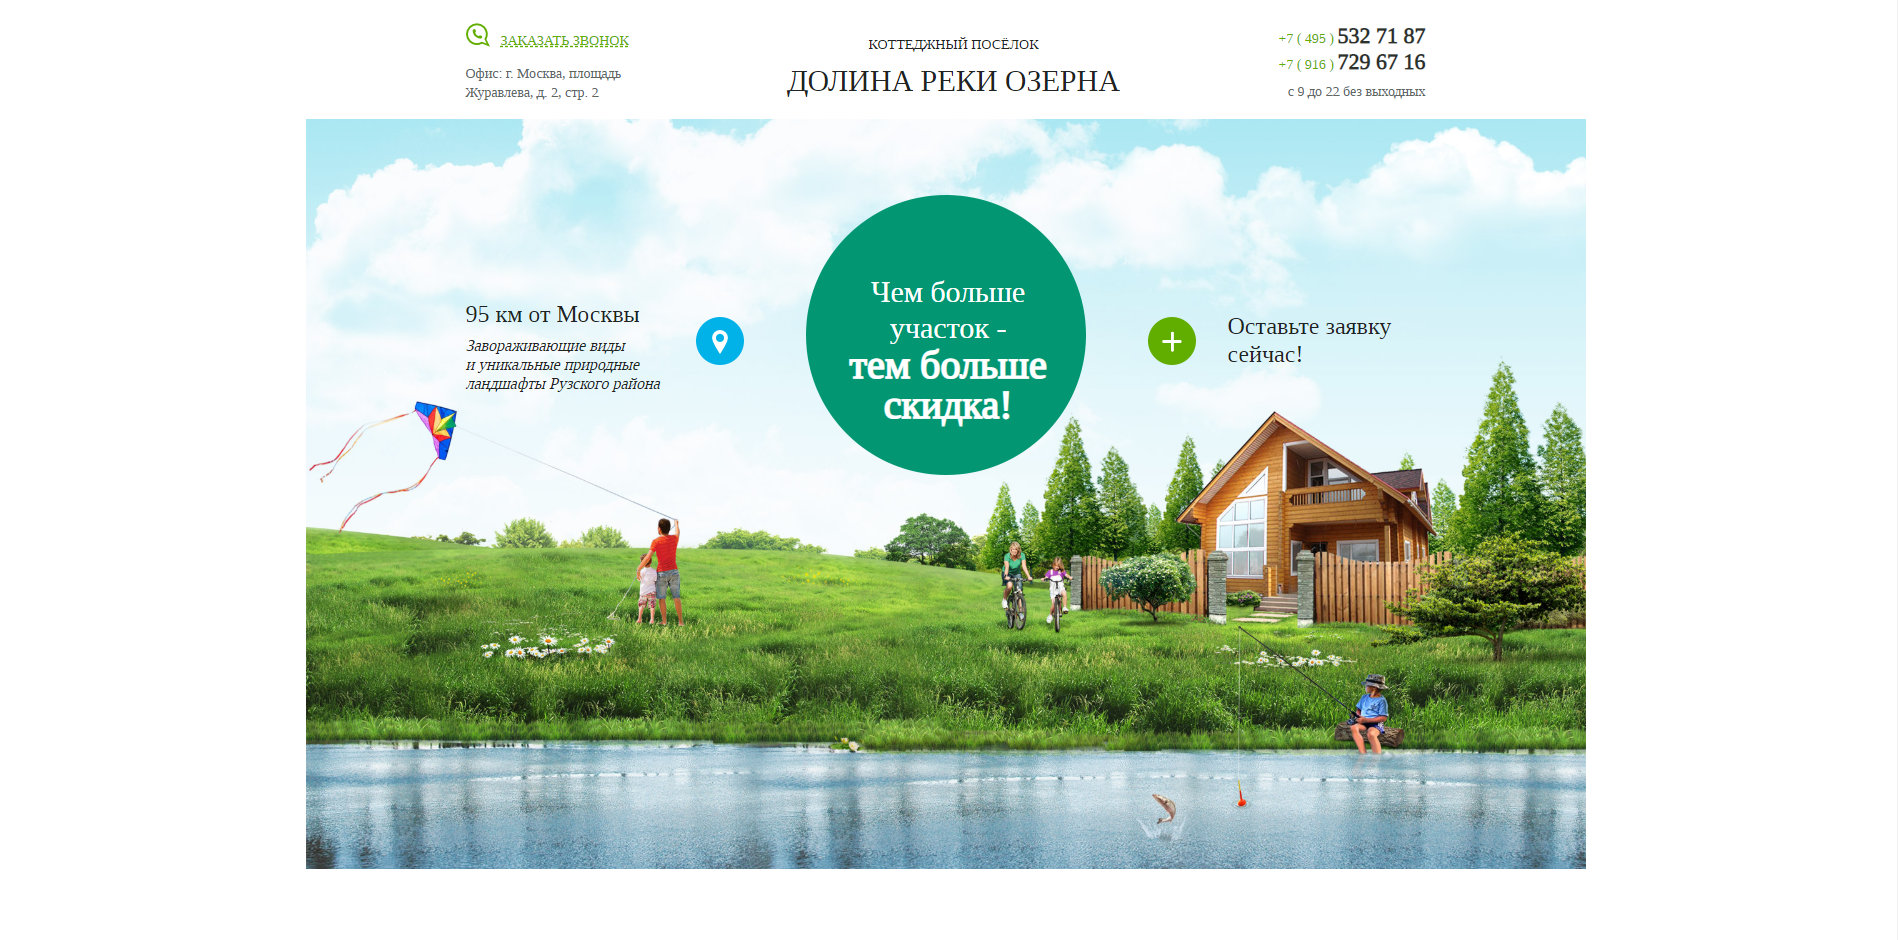 ЗАКАЗАТЬ ЗВОНОК
Офис: г. Москва, площадь
Журавлева, д. 2, стр. 2
КОТТЕДЖНЫЙ ПОСЁЛОК
ДОЛИНА РЕКИ ОЗЕРНА
+7 ( 495 ) 532 71 87
+7 ( 916 ) 729 67 16
с 9 до 22 без выходных
95 км от Москвы
Завораживающие виды
и уникальные природные
ландшафты Рузского района
Чем больше
участок -
тем больше
скидка!
Оставьте заявку
сейчас!